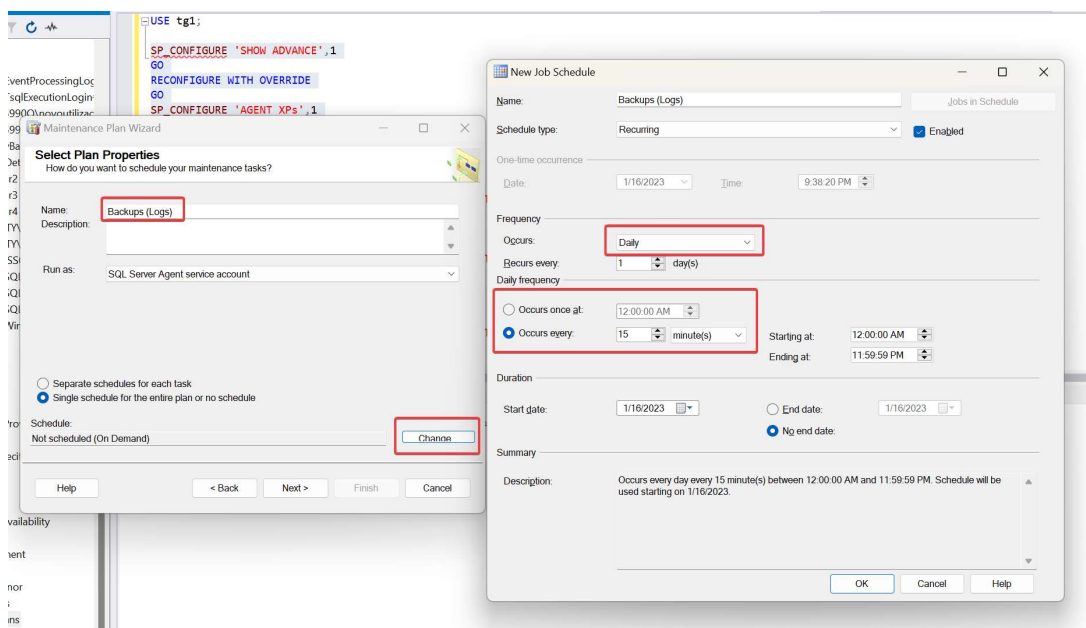 USE tg1;
SP_CONFIGURE 'SHOW ADVANCE',1
GO
RECONFIGURE WITH OVERRIDE
GO
SP_CONFIGURE 'AGENT XPs',1
Maintenance Plan Wizard
Select Plan Properties
How do you want to schedule your maintenance tasks?
Name:
Backups (Logs)
Description:
Run as:
SQL Server Agent service account
Separate schedules for each task
Single schedule for the entire plan or no schedule
Schedule:
Not scheduled (On Demand)
Change
Help
< Back
Next >
Finish
Cancel
New Job Schedule
Name:
Backups (Logs)
Jobs in Schedule
Schedule type:
Recurring
Enabled
One-time occurrence
Date:
1/16/2023
Time:
9:38:20 PM
Frequency
Occurs:
Daily
Recurs every:
1
day(s)
Daily frequency
Occurs once at:
12:00:00 AM
Occurs every:
15
minute(s)
Starting at:
12:00:00 AM
Ending at:
11:59:59 PM
Duration
Start date:
1/16/2023
End date:
1/16/2023
No end date:
Summary
Description:
Occurs every day every 15 minute(s) between 12:00:00 AM and 11:59:59 PM. Schedule will be
used starting on 1/16/2023.
OK
Cancel
Help